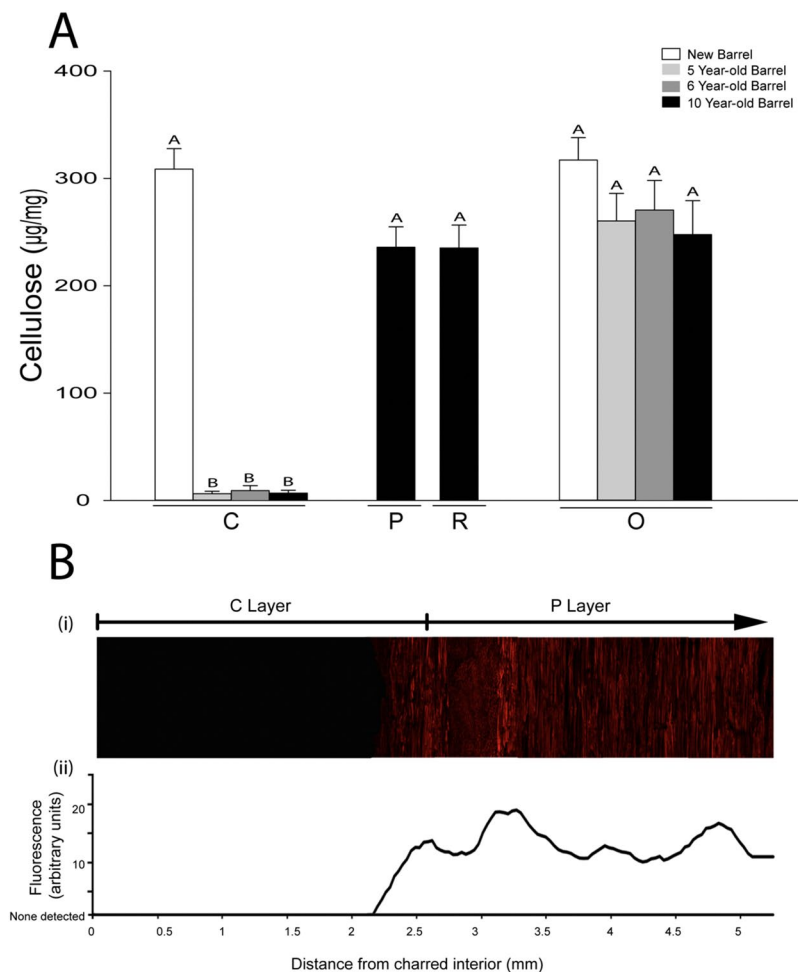 A
New Barrel
5 Year-old Barrel
6 Year-old Barrel
10 Year-old Barrel
Cellulose (µg/mg)
400
300
200
100
0
A
B
B
B
A
A
A
A
A
A
C
P
R
O
B
C Layer
P Layer
(i)
(ii)
Fluorescence
(arbitrary units)
20
10
None detected
0
0.5
1
1.5
2
2.5
3
3.5
4
4.5
5
Distance from charred interior (mm)